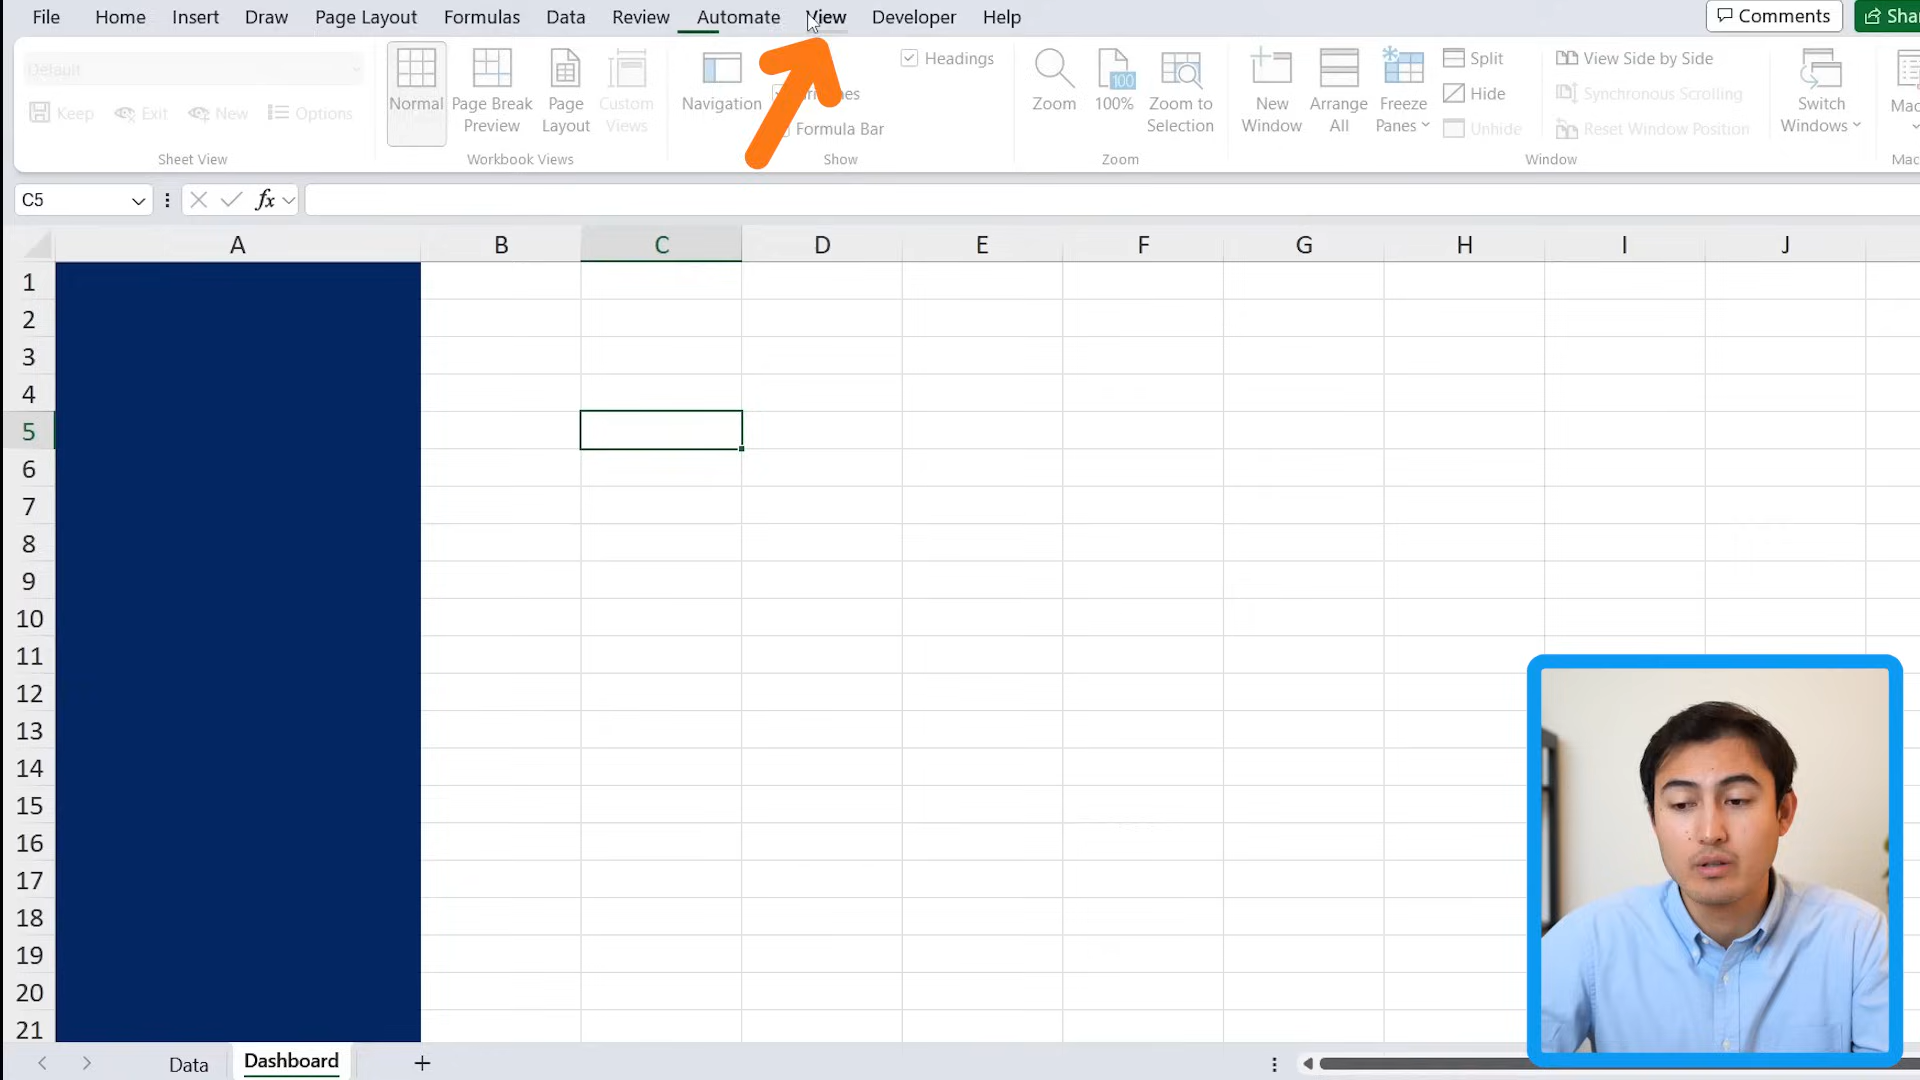 File Home Insert Draw Page Layout Formulas Data Review Automate View Developer Help Comments
Default
Keep Exit New Options
Sheet View
Normal Page Break Preview Page Layout Custom Views
Workbook Views
Navigation
Headings
Formula Bar
Show
Zoom 100% Zoom to Selection
100
Zoom
New Window Arrange All Freeze Panes
Split
Hide
Unhide
View Side by Side
Synchronous Scrolling
Reset Window Position
Switch Windows
Window
C5 fx
A B C D E F G H I J
1
2
3
4
5
6
7
8
9
10
11
12
13
14
15
16
17
18
19
20
21
Data Dashboard +